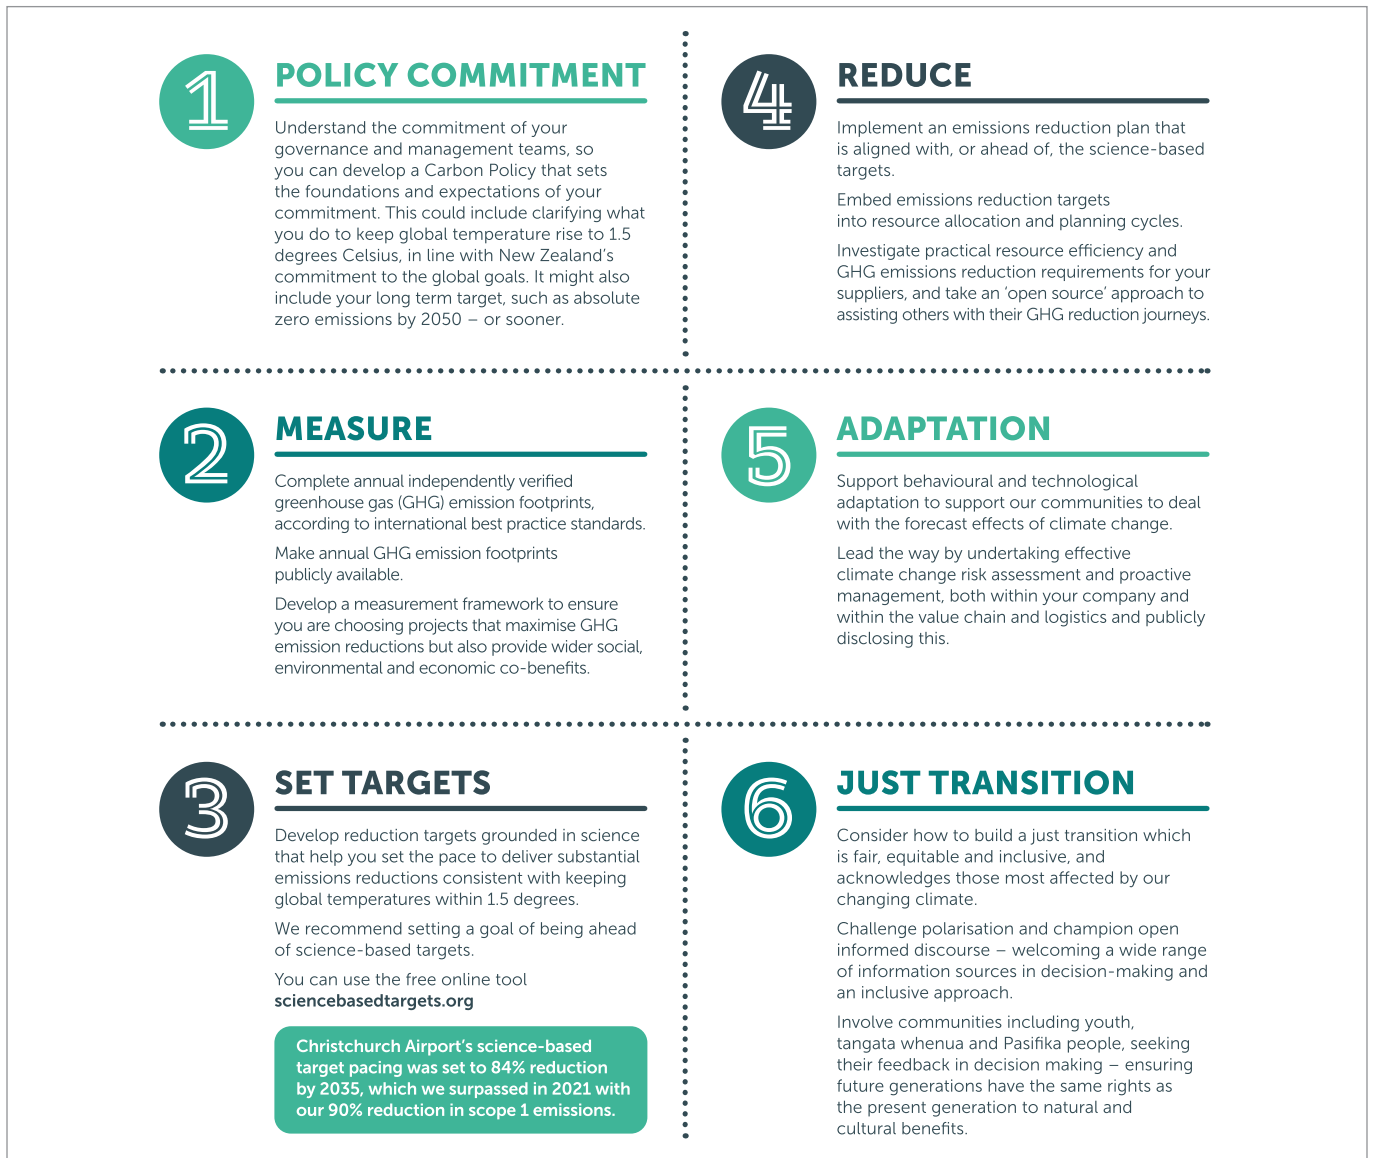 1
POLICY COMMITMENT
Understand the commitment of your
governance and management teams, so
you can develop a Carbon Policy that sets
the foundations and expectations of your
commitment. This could include clarifying what
you do to keep global temperature rise to 1.5
degrees Celsius, in line with New Zealand’s
commitment to the global goals. It might also
include your long term target, such as absolute
zero emissions by 2050 – or sooner.
2
MEASURE
Complete annual independently verified
greenhouse gas (GHG) emission footprints,
according to international best practice standards.
Make annual GHG emission footprints
publicly available.
Develop a measurement framework to ensure
you are choosing projects that maximise GHG
emission reductions but also provide wider social,
environmental and economic co-benefits.
3
SET TARGETS
Develop reduction targets grounded in science
that help you set the pace to deliver substantial
emissions reductions consistent with keeping
global temperatures within 1.5 degrees.
We recommend setting a goal of being ahead
of science-based targets.
You can use the free online tool
sciencebasedtargets.org
Christchurch Airport’s science-based
target pacing was set to 84% reduction
by 2035, which we surpassed in 2021 with
our 90% reduction in scope 1 emissions.
4
REDUCE
Implement an emissions reduction plan that
is aligned with, or ahead of, the science-based
targets.
Embed emissions reduction targets
into resource allocation and planning cycles.
Investigate practical resource efficiency and
GHG emissions reduction requirements for your
suppliers, and take an ‘open source’ approach to
assisting others with their GHG reduction journeys.
5
ADAPTATION
Support behavioural and technological
adaptation to support our communities to deal
with the forecast effects of climate change.
Lead the way by undertaking effective
climate change risk assessment and proactive
management, both within your company and
within the value chain and logistics and publicly
disclosing this.
6
JUST TRANSITION
Consider how to build a just transition which
is fair, equitable and inclusive, and
acknowledges those most affected by our
changing climate.
Challenge polarisation and champion open
informed discourse – welcoming a wide range
of information sources in decision-making and
an inclusive approach.
Involve communities including youth,
tangata whenua and Pasifika people, seeking
their feedback in decision making – ensuring
future generations have the same rights as
the present generation to natural and
cultural benefits.